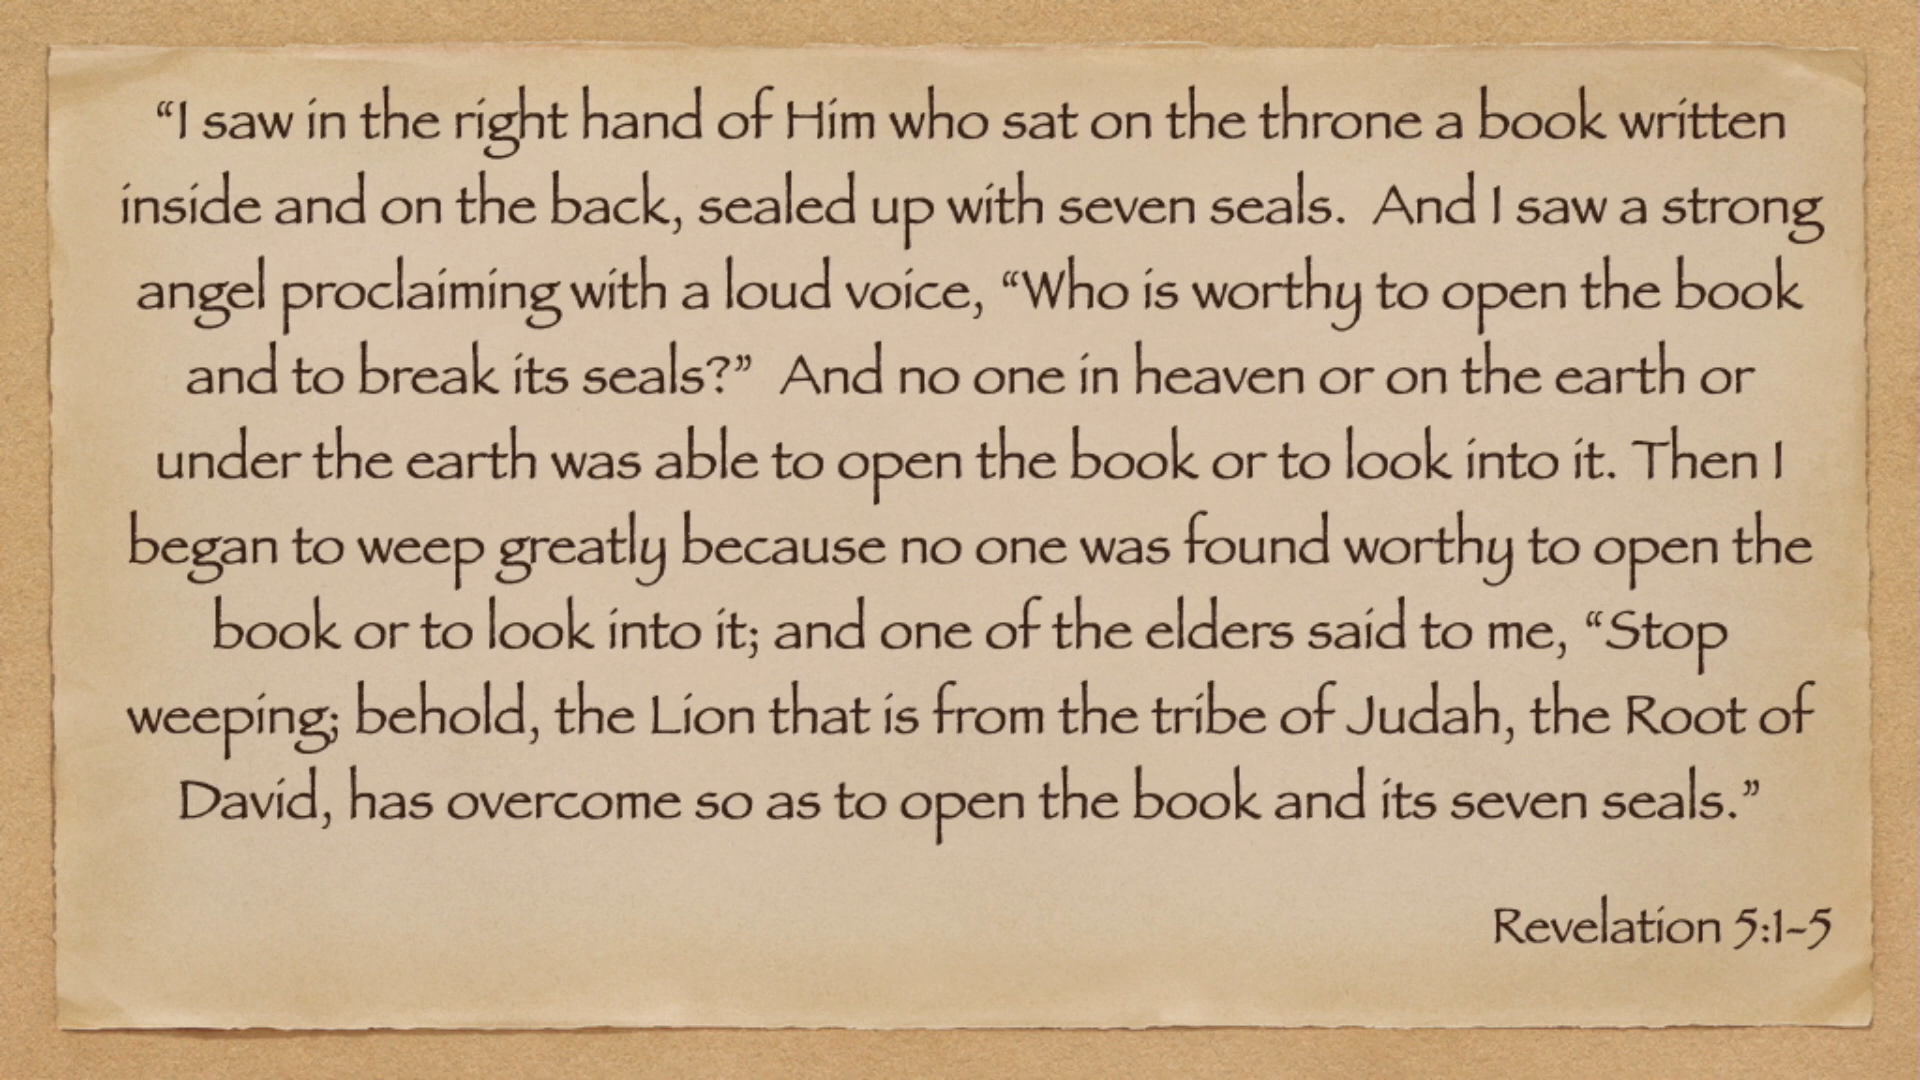 “I saw in the right hand of Him who sat on the throne a book written
inside and on the back, sealed up with seven seals.  And I saw a strong
angel proclaiming with a loud voice, “Who is worthy to open the book
and to break its seals?”  And no one in heaven or on the earth or
under the earth was able to open the book or to look into it. Then I
began to weep greatly because no one was found worthy to open the
book or to look into it; and one of the elders said to me, “Stop
weeping; behold, the Lion that is from the tribe of Judah, the Root of
David, has overcome so as to open the book and its seven seals.”
Revelation 5:1-5